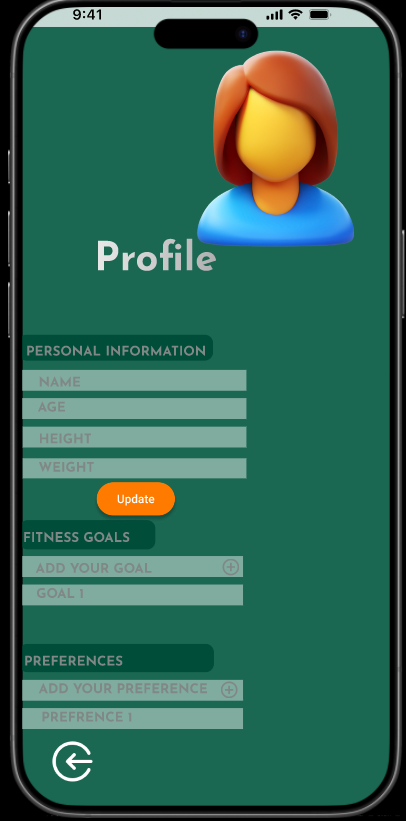 9:41
Profile
PERSONAL INFORMATION
NAME
AGE
HEIGHT
WEIGHT
Update
FITNESS GOALS
ADD YOUR GOAL
GOAL 1
PREFERENCES
ADD YOUR PREFERENCE
PREFRENCE 1